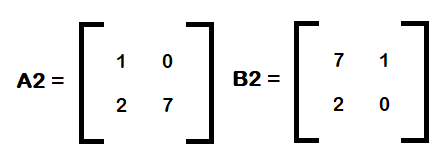 A2 = [ 1 0 B2 = [ 7 1
2 7 ] 2 0 ]